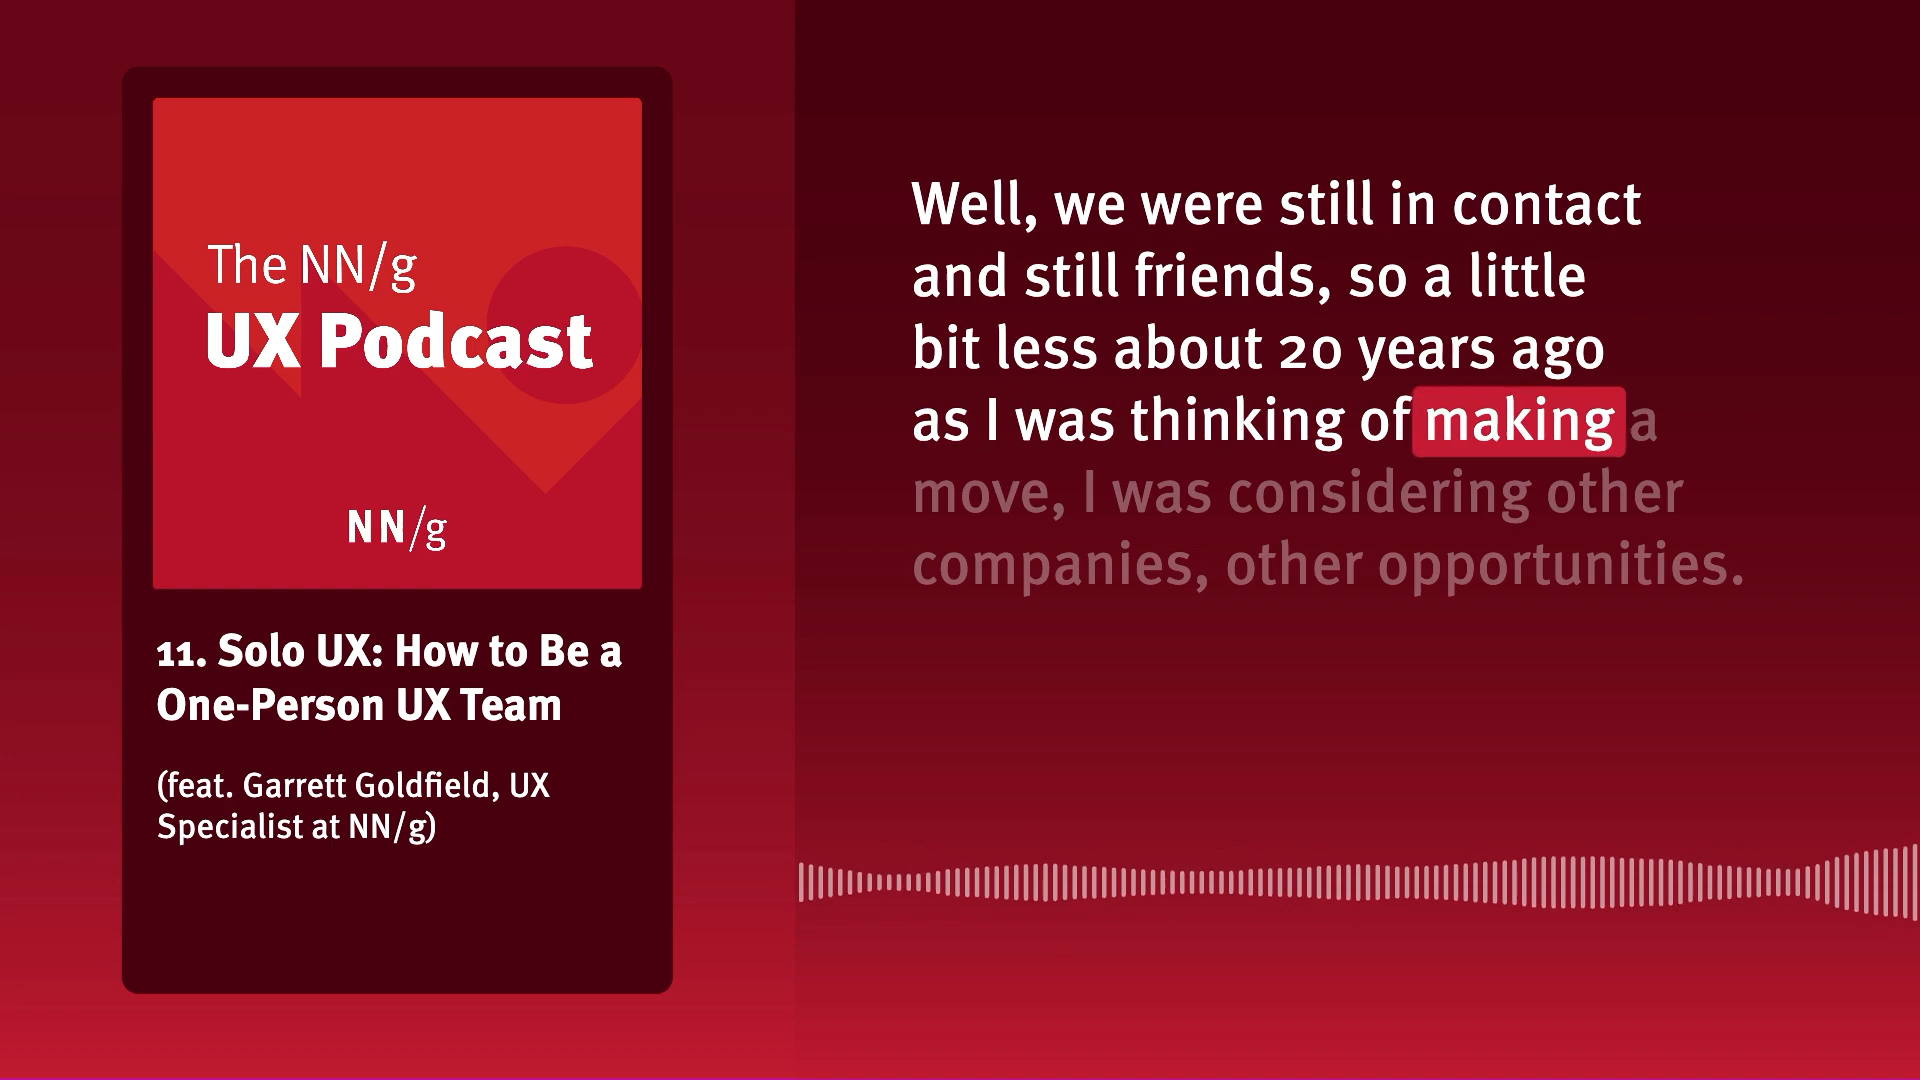 The NN/g
UX Podcast
NN/g
11. Solo UX: How to Be a
One-Person UX Team
(feat. Garrett Goldfield, UX
Specialist at NN/g)
Well, we were still in contact
and still friends, so a little
bit less about 20 years ago
as I was thinking of making a
move, I was considering other
companies, other opportunities.